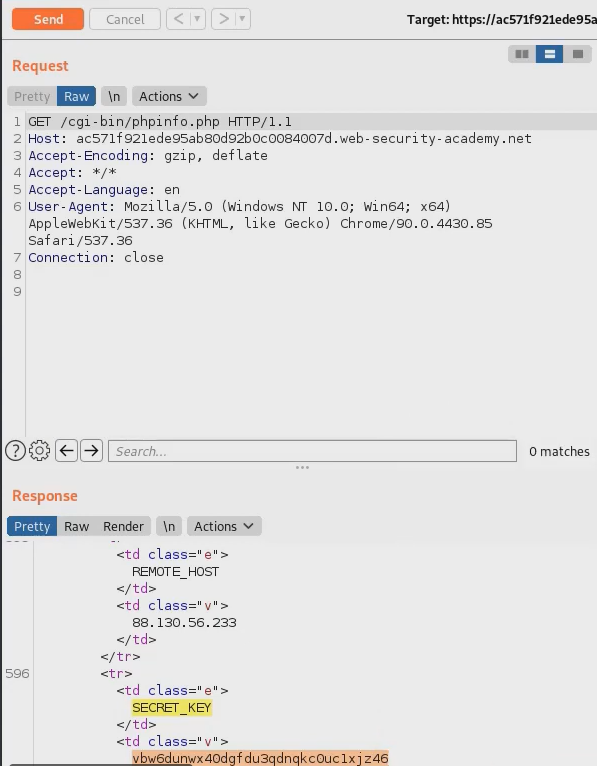 Send Cancel < > Target: https://ac571f921ede95a
Request
Pretty Raw \n Actions
1 GET /cgi-bin/phpinfo.php HTTP/1.1
2 Host: ac571f921ede95ab80d92b0c0084007d.web-security-academy.net
3 Accept-Encoding: gzip, deflate
4 Accept: */*
5 Accept-Language: en
6 User-Agent: Mozilla/5.0 (Windows NT 10.0; Win64; x64)
AppleWebKit/537.36 (KHTML, like Gecko) Chrome/90.0.4430.85
Safari/537.36
7 Connection: close
8
9
? Search... 0 matches
Response
Pretty Raw Render \n Actions
<td class="e">
REMOTE_HOST
</td>
<td class="v">
88.130.56.233
</td>
</tr>
596 <tr>
<td class="e">
SECRET_KEY
</td>
<td class="v">
vbw6dunwx40dgfdu3qdnqkc0uc1xjz46